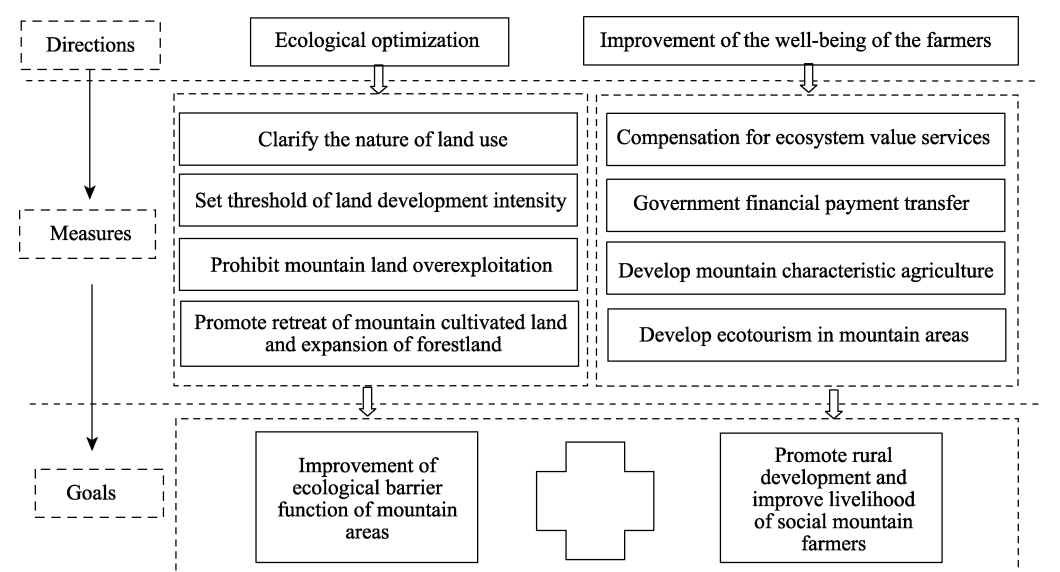 Directions
Ecological optimization
Improvement of the well-being of the farmers
Measures
Clarify the nature of land use
Set threshold of land development intensity
Prohibit mountain land overexploitation
Promote retreat of mountain cultivated land
and expansion of forestland
Compensation for ecosystem value services
Government financial payment transfer
Develop mountain characteristic agriculture
Develop ecotourism in mountain areas
Goals
Improvement of
ecological barrier
function of mountain
areas
Promote rural
development and
improve livelihood
of social mountain
farmers